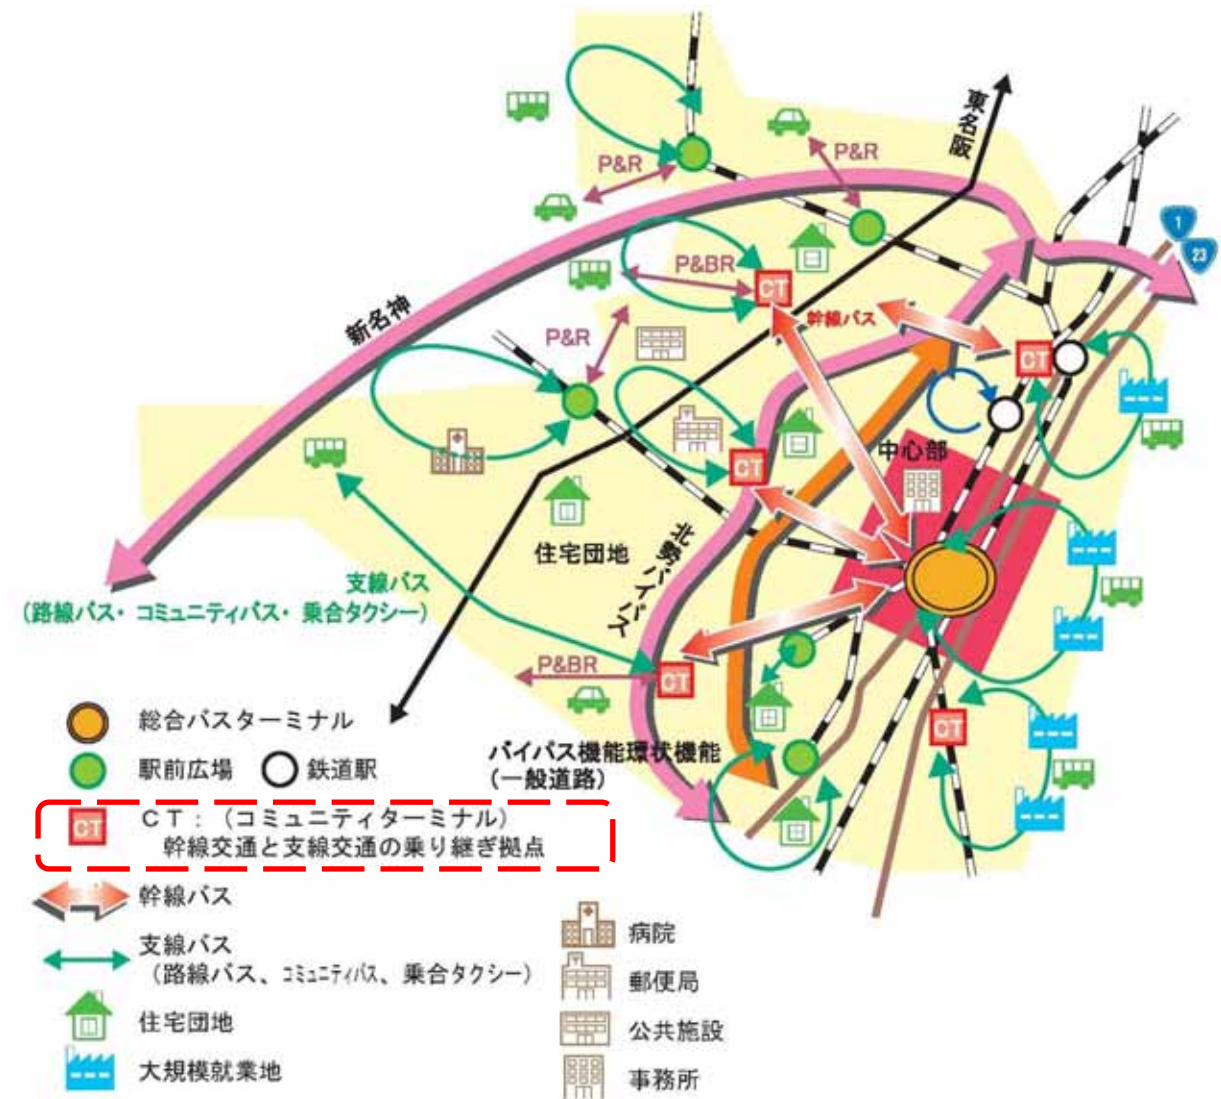 東名阪
P&R
P&R
1
23
P&BR
CT
新名神
幹線バス
P&R
CT
中心部
CT
住宅団地
北勢バイパス
支線バス
(路線バス・コミュニティバス・乗合タクシー)
P&BR
CT
CT
総合バスターミナル
バイパス機能環状機能
(一般道路)
駅前広場
鉄道駅
CT
CT：(コミュニティターミナル)
幹線交通と支線交通の乗り継ぎ拠点
幹線バス
支線バス
(路線バス、コミュニティバス、乗合タクシー)
住宅団地
大規模就業地
病院
郵便局
公共施設
事務所